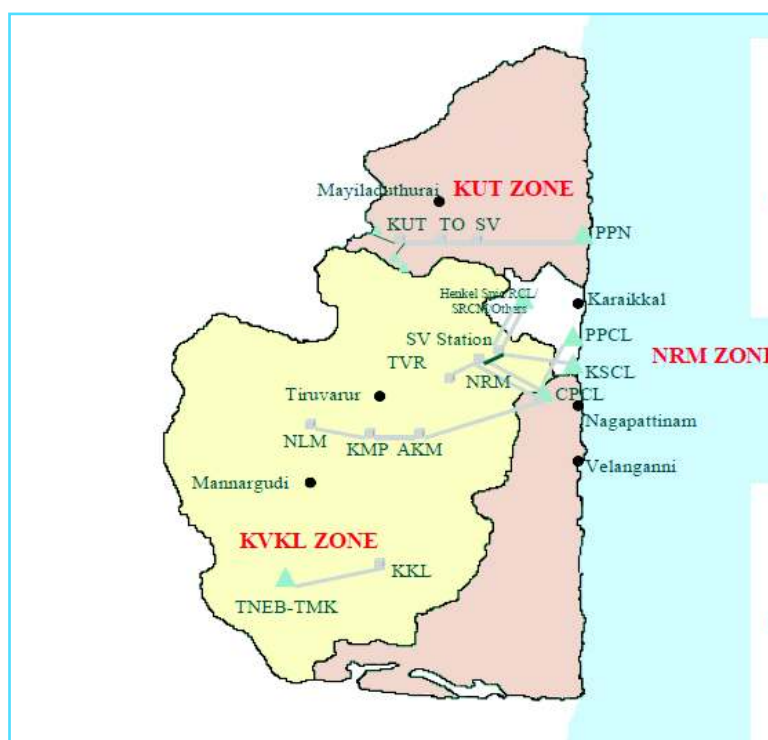 Mayiladuthurai
KUT ZONE
KUT TO SV
PPN
Henkel Spic RCL/
SRCM/Others
Karaikkal
SV Station
PPCL
NRM ZONE
TVR
NRM
KSCL
Tiruvarur
CPCL
Nagapattinam
NLM
KMP
AKM
Velanganni
Mannargudi
KVKL ZONE
KKL
TNEB-TMK